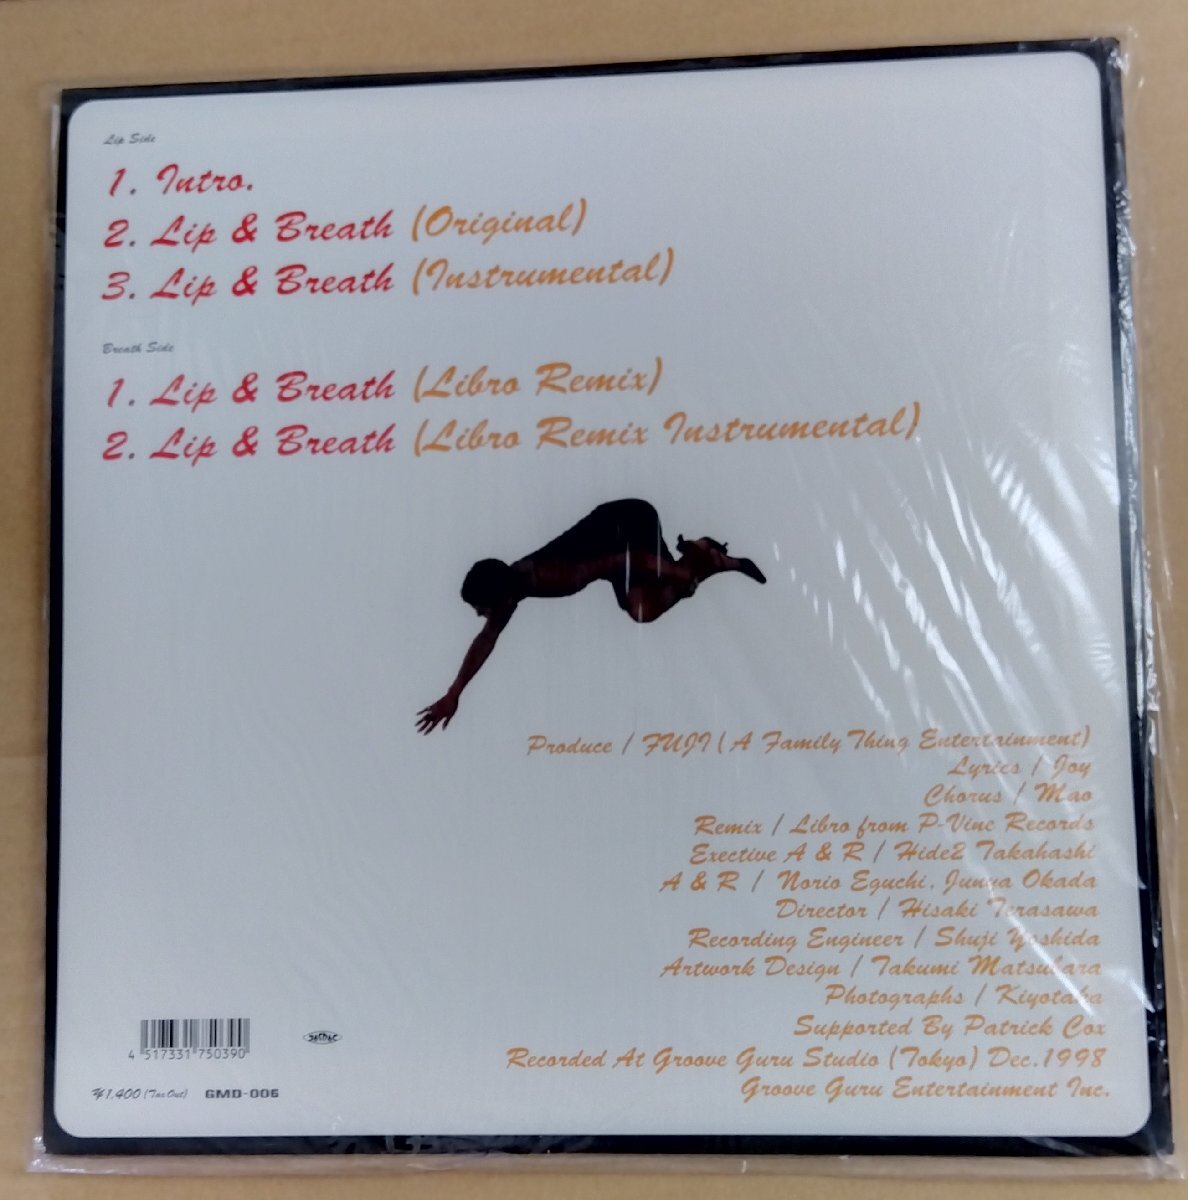 Lip Side
1. Intro.
2. Lip & Breath (Original)
3. Lip & Breath (Instrumental)
Breath Side
1. Lip & Breath (Libro Remix)
2. Lip & Breath (Libro Remix Instrumental)
Produce / FUJI (A Family Thing Entertainment)
Lyrics / Joy
Chorus / Mao
Remix / Libro from P-Vine Records
Exective A & R / Hide2 Takahashi
A & R / Norio Eguchi, Junya Okada
Director / Hisaki Terasawa
Recording Engineer / Shuji Yoshida
Artwork Design / Takumi Matsubara
Photographs / Kiyotaka
Supported By Patrick Cox
Recorded At Groove Guru Studio (Tokyo) Dec.1998
Groove Guru Entertainment Inc.
4 517331 750390
JASRAC
¥1,400 (Tax Out) GMD-006